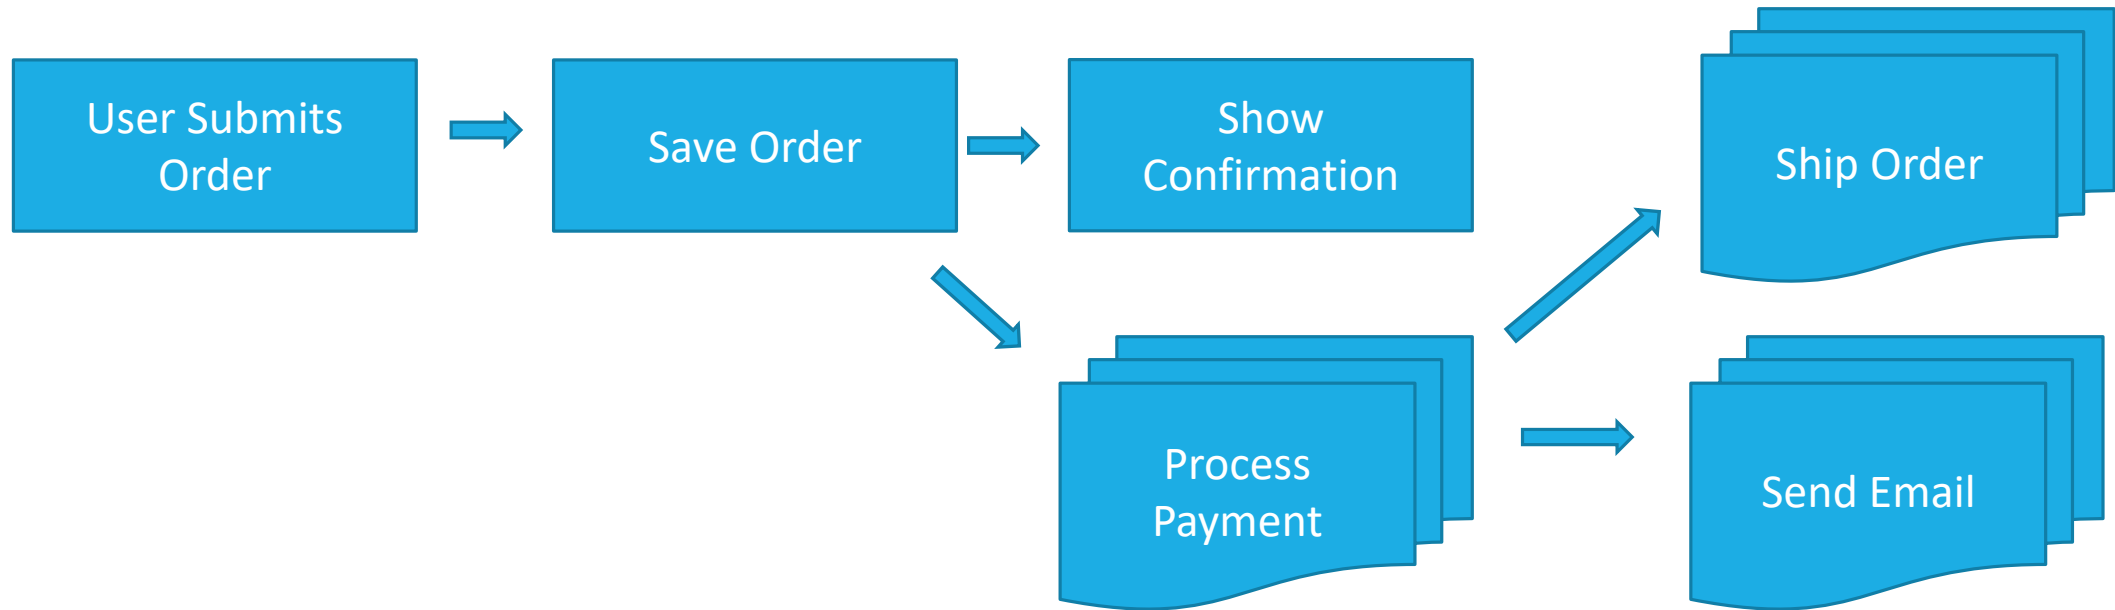 User Submits
Order
Save Order
Show
Confirmation
Ship Order
Process
Payment
Send Email